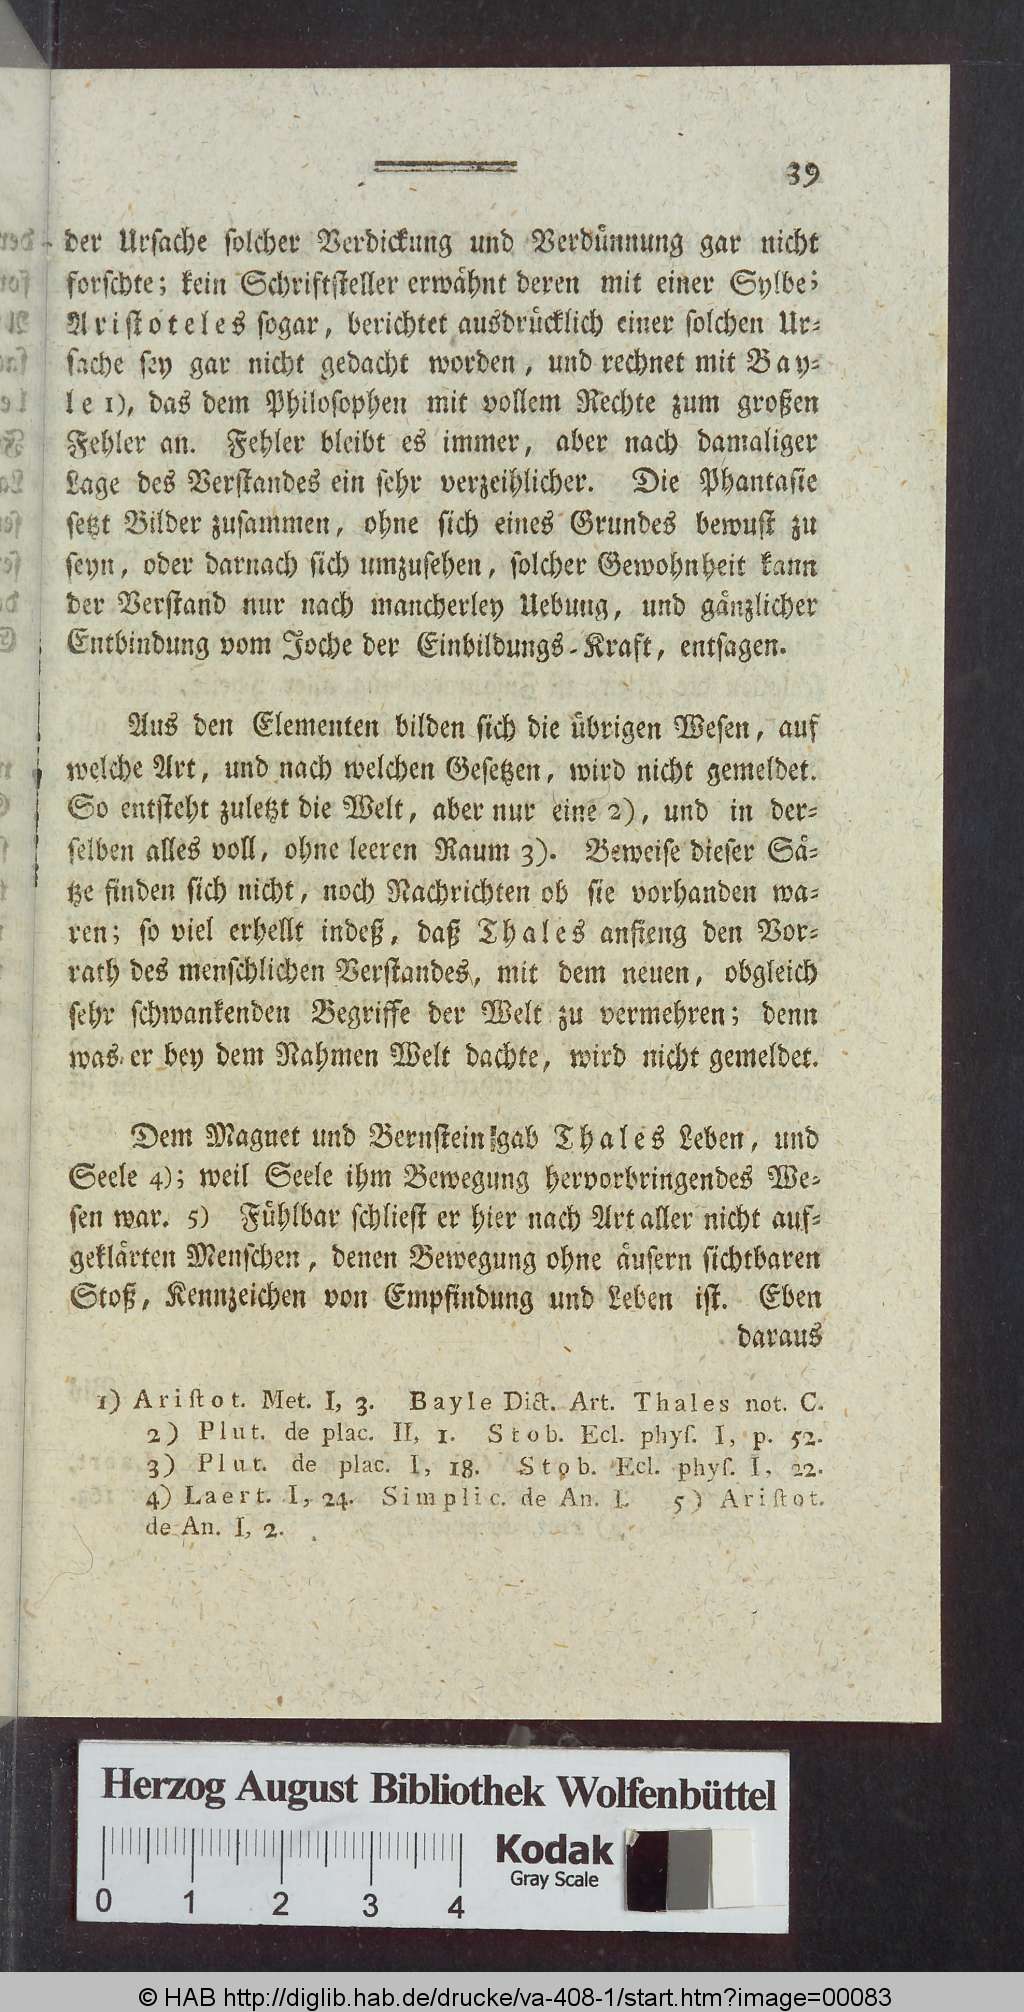 39
der Ursache solcher Verdickung und Verdünnung gar nicht
forschte; kein Schriftsteller erwähnt deren mit einer Sylbe;
Aristoteles sogar, berichtet ausdrücklich einer solchen Ur-
sache sey gar nicht gedacht worden, und rechnet mit Bay-
le 1), das dem Philosophen mit vollem Rechte zum großen
Fehler an. Fehler bleibt es immer, aber nach damaliger
Lage des Verstandes ein sehr verzeihlicher. Die Phantasie
setzt Bilder zusammen, ohne sich eines Grundes bewust zu
seyn, oder darnach sich umzusehen, solcher Gewohnheit kann
der Verstand nur nach mancherley Uebung, und gänzlicher
Entbindung vom Joche der Einbildungs-Kraft, entsagen.
Aus den Elementen bilden sich die übrigen Wesen, auf
welche Art, und nach welchen Gesetzen, wird nicht gemeldet.
So entsteht zuletzt die Welt, aber nur eine 2), und in der-
selben alles voll, ohne leeren Raum 3). Beweise dieser Sä-
tze finden sich nicht, noch Nachrichten ob sie vorhanden wa-
ren; so viel erhellt indeß, daß Thales anfieng den Vor-
rath des menschlichen Verstandes, mit dem neuen, obgleich
sehr schwankenden Begriffe der Welt zu vermehren; denn
was er bey dem Nahmen Welt dachte, wird nicht gemeldet.
Dem Magnet und Bernstein gab Thales Leben, und
Seele 4); weil Seele ihm Bewegung hervorbringendes We-
sen war. 5) Fühlbar schliest er hier nach Art aller nicht auf-
geklärten Menschen, denen Bewegung ohne äusern sichtbaren
Stoß, Kennzeichen von Empfindung und Leben ist. Eben
daraus
1) Aristot. Met. I, 3. Bayle Dict. Art. Thales not. C.
2) Plut. de plac. II, 1. Stob. Ecl. phys. I, p. 52.
3) Plut. de plac. I, 18. Stob. Ecl. phys. I, 22.
4) Laert. I, 24. Simplic. de An. I. 5) Aristot.
de An. I, 2.
Herzog August Bibliothek Wolfenbüttel
Kodak
Gray Scale
0 1 2 3 4
© HAB http://diglib.hab.de/drucke/va-408-1/start.htm?image=00083